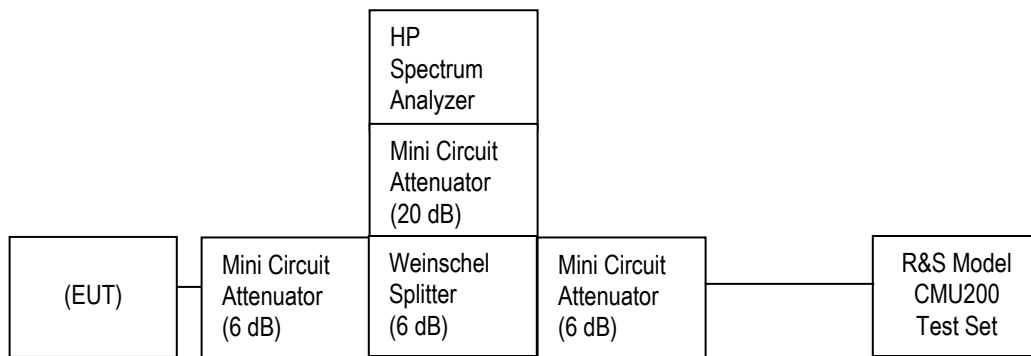 HP
Spectrum
Analyzer
Mini Circuit
Attenuator
(20 dB)
(EUT)
Mini Circuit
Attenuator
(6 dB)
Weinschel
Splitter
(6 dB)
Mini Circuit
Attenuator
(6 dB)
R&S Model
CMU200
Test Set